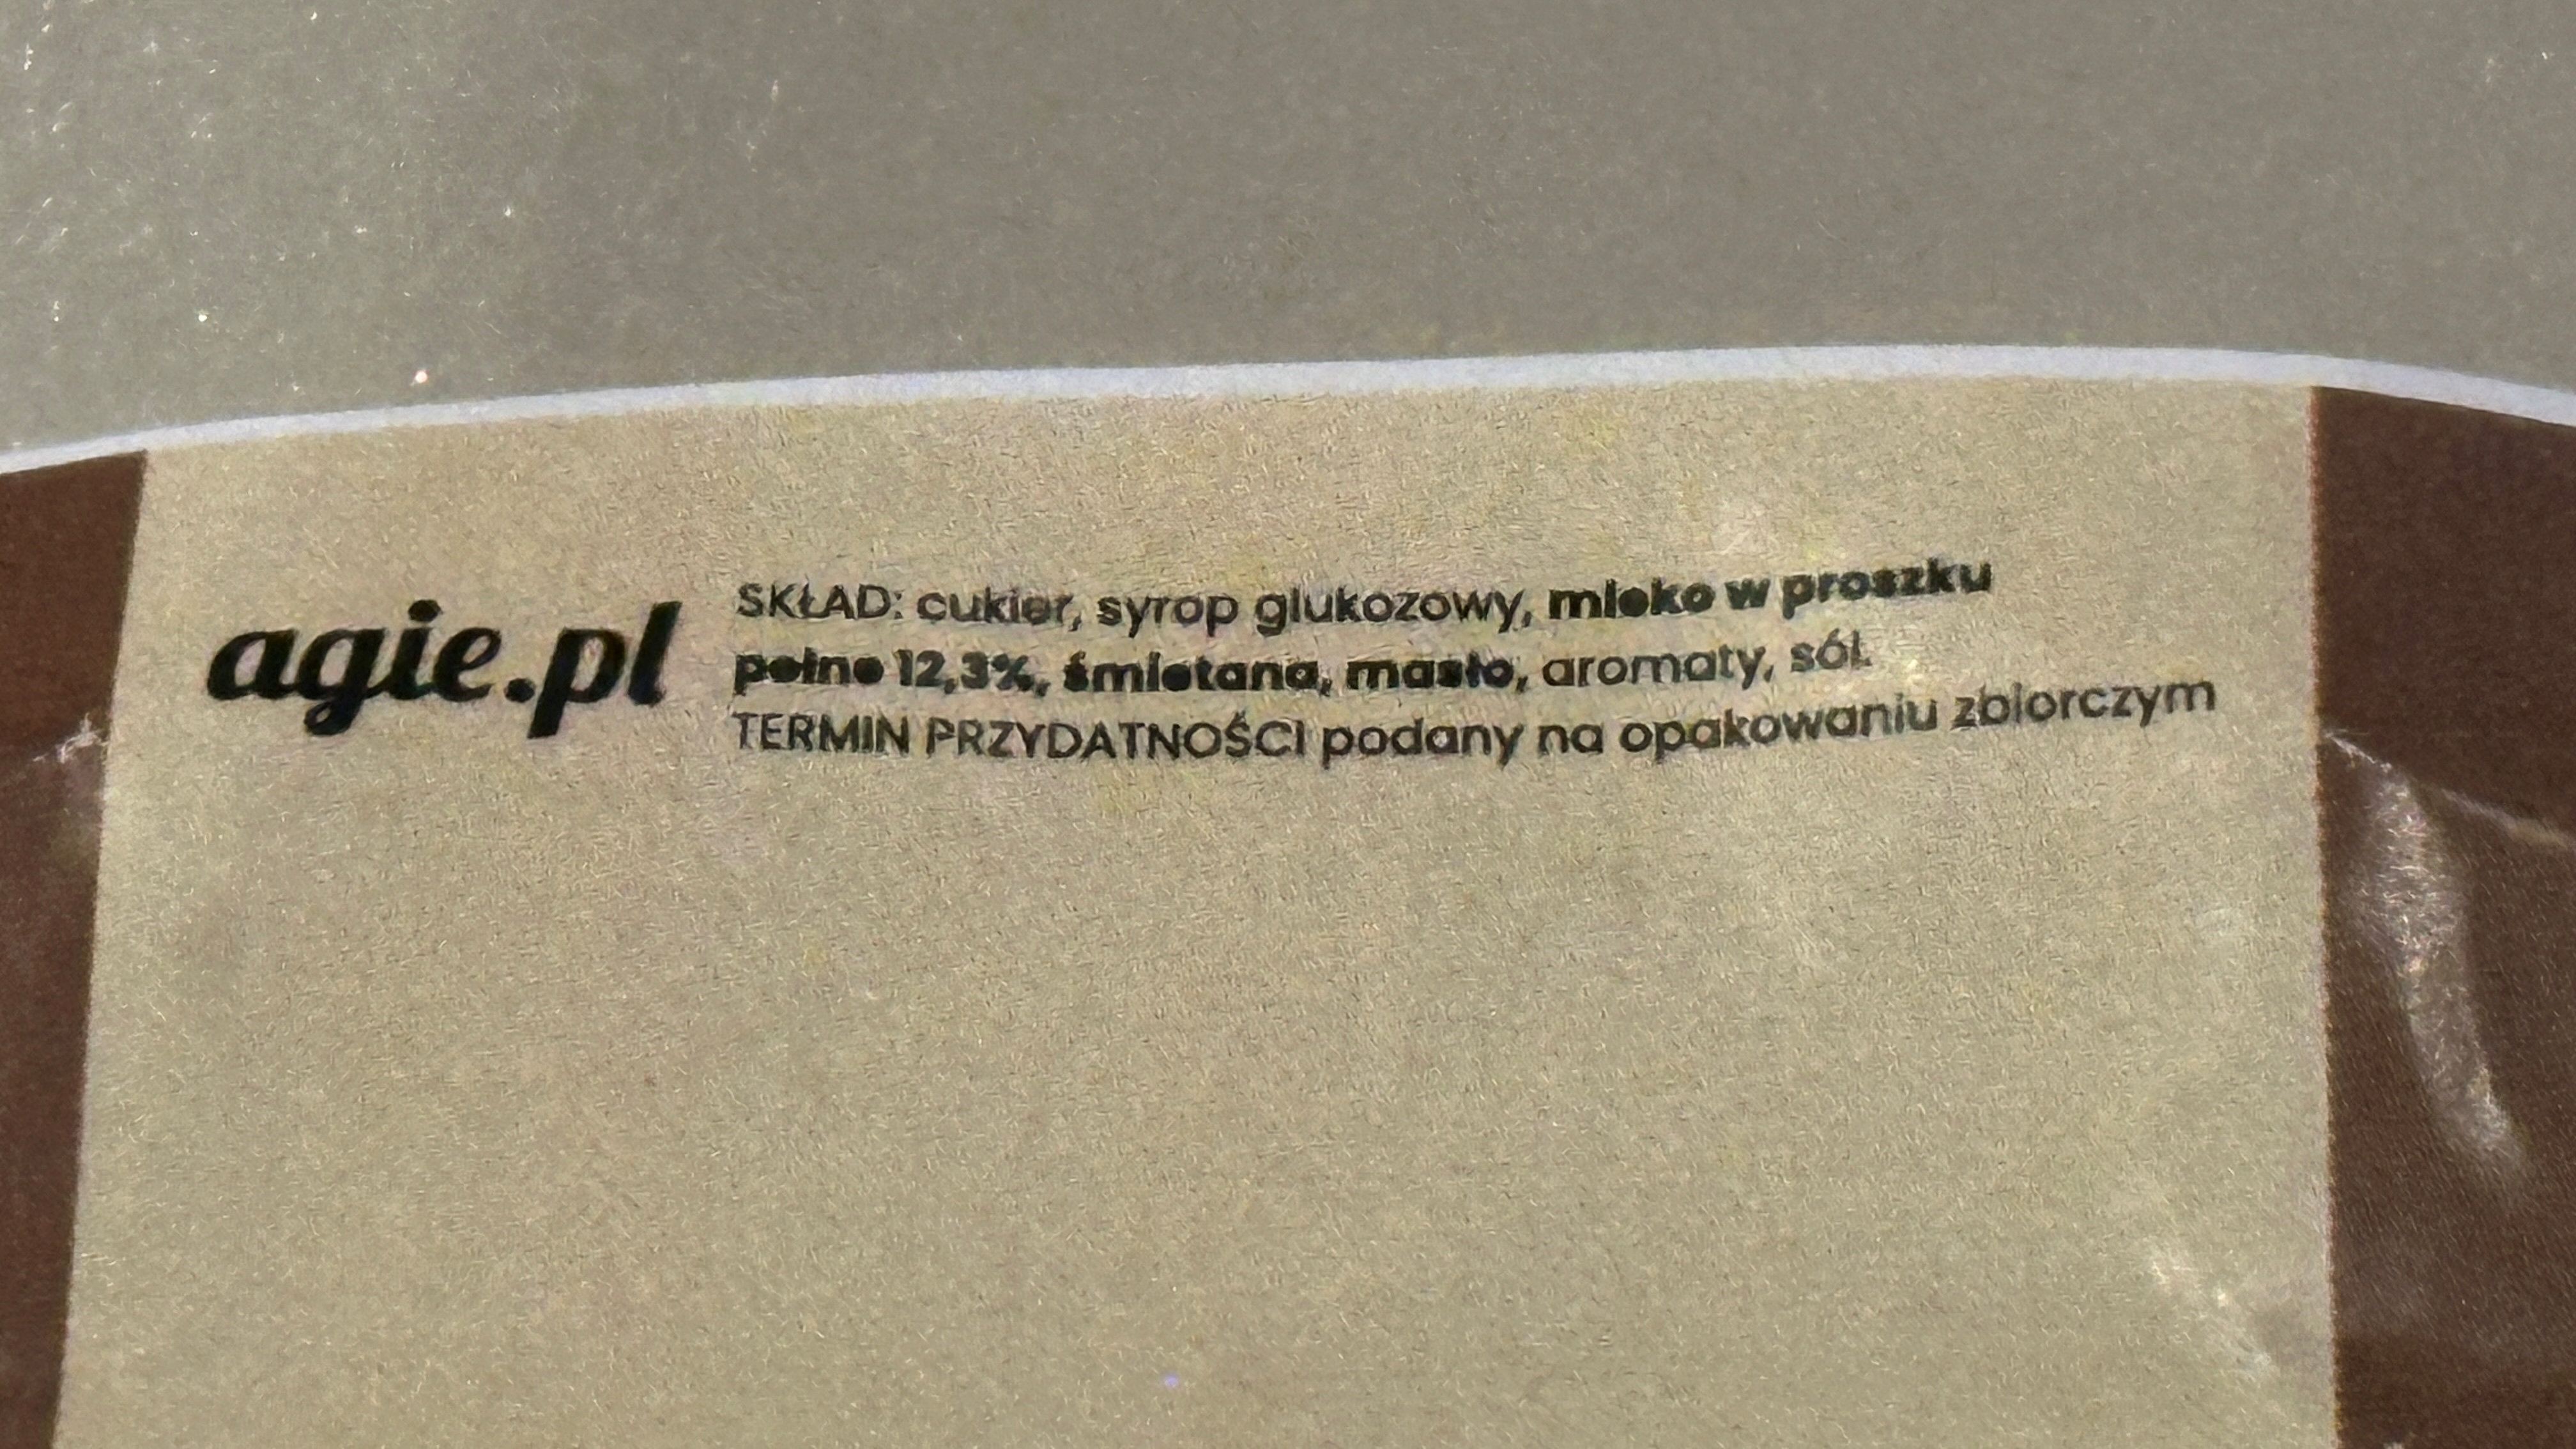 agie.pl
SKŁAD: cukier, syrop glukozowy, mleko w proszku
pełne 12,3%, śmietana, masło, aromaty, sól.
TERMIN PRZYDATNOŚCI podany na opakowaniu zbiorczym